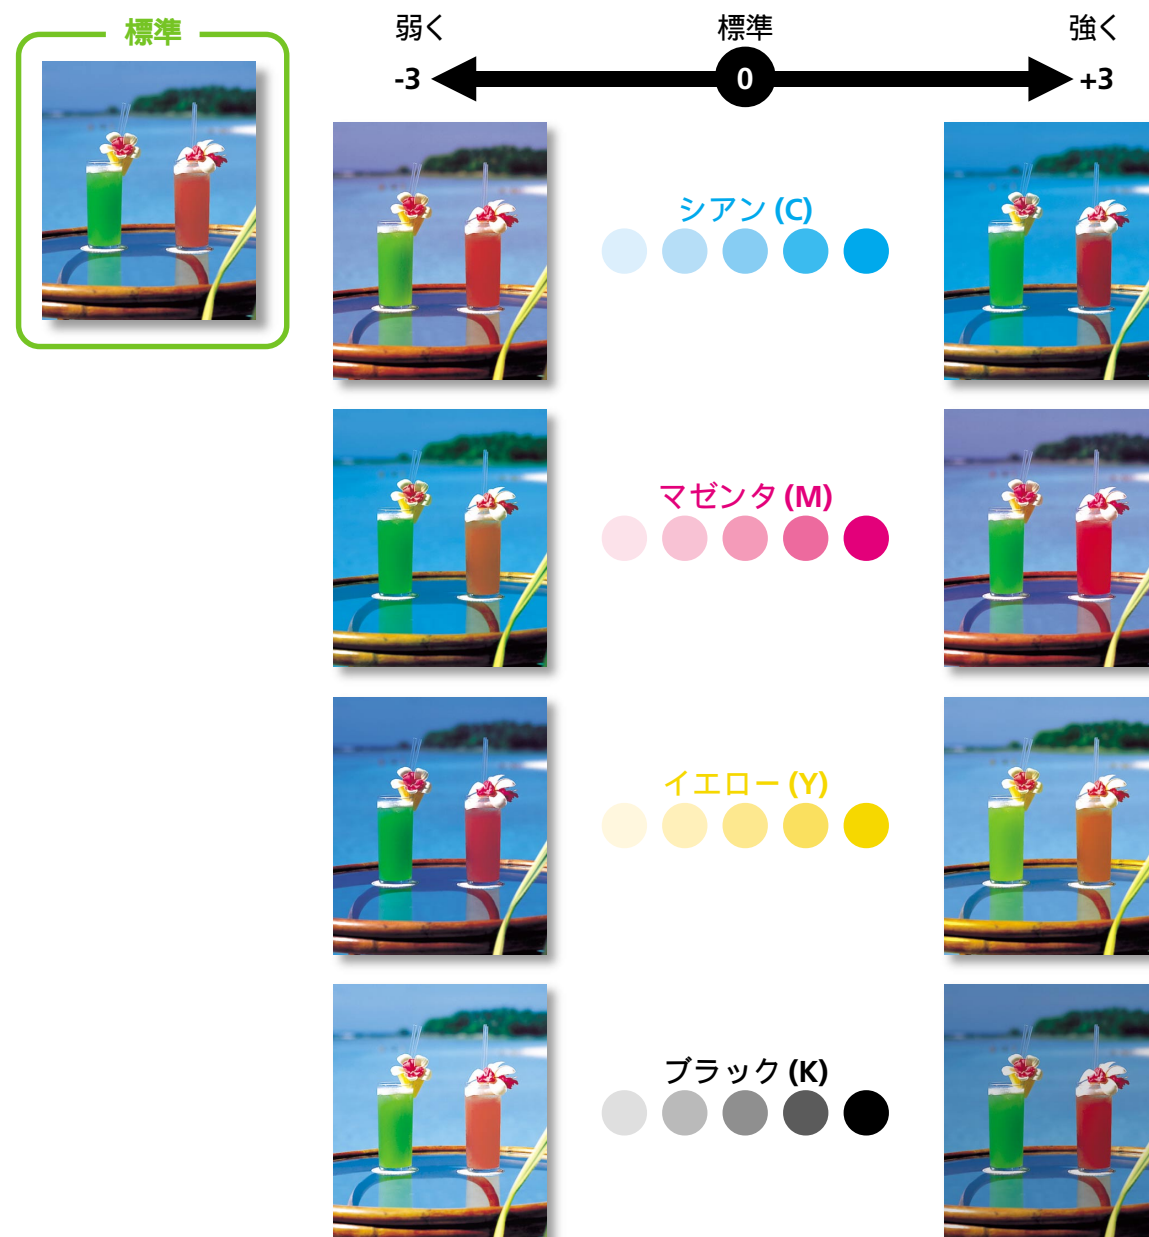 標準
弱く 標準 強く
-3 0 +3
シアン (C)
マゼンタ (M)
イエロー (Y)
ブラック (K)